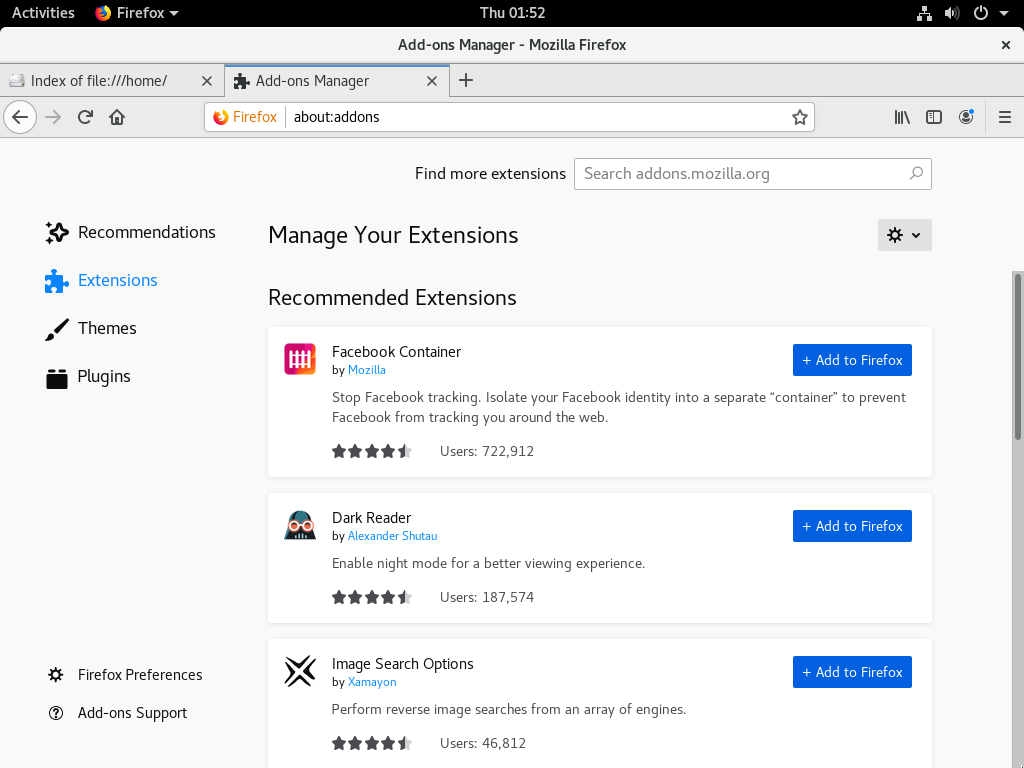 Activities Firefox Thu 01:52
Add-ons Manager - Mozilla Firefox
Index of file:///home/ Add-ons Manager
Firefox about:addons
Find more extensions Search addons.mozilla.org
Recommendations
Extensions
Themes
Plugins
Firefox Preferences
Add-ons Support
Manage Your Extensions
Recommended Extensions
Facebook Container
by Mozilla
+ Add to Firefox
Stop Facebook tracking. Isolate your Facebook identity into a separate “container” to prevent
Facebook from tracking you around the web.
Users: 722,912
Dark Reader
by Alexander Shutau
+ Add to Firefox
Enable night mode for a better viewing experience.
Users: 187,574
Image Search Options
by Xamayon
+ Add to Firefox
Perform reverse image searches from an array of engines.
Users: 46,812